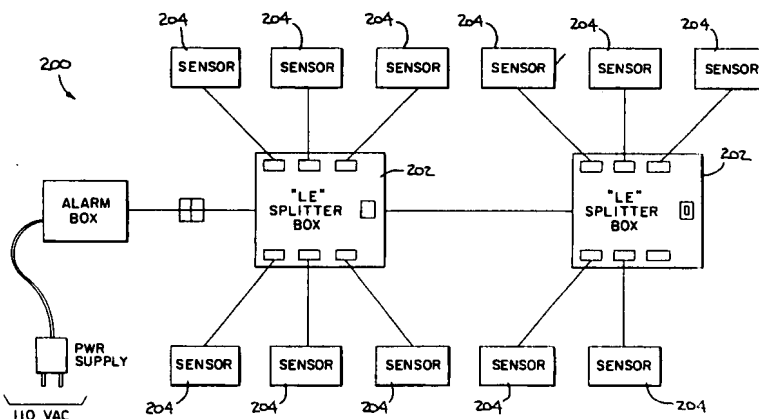 204 204 204 204 204 204
200
SENSOR SENSOR SENSOR SENSOR SENSOR SENSOR
202 202
ALARM BOX
"LE" SPLITTER BOX
"LE" SPLITTER BOX
PWR SUPPLY
SENSOR SENSOR SENSOR SENSOR SENSOR
204 204 204 204 204
110 VAC